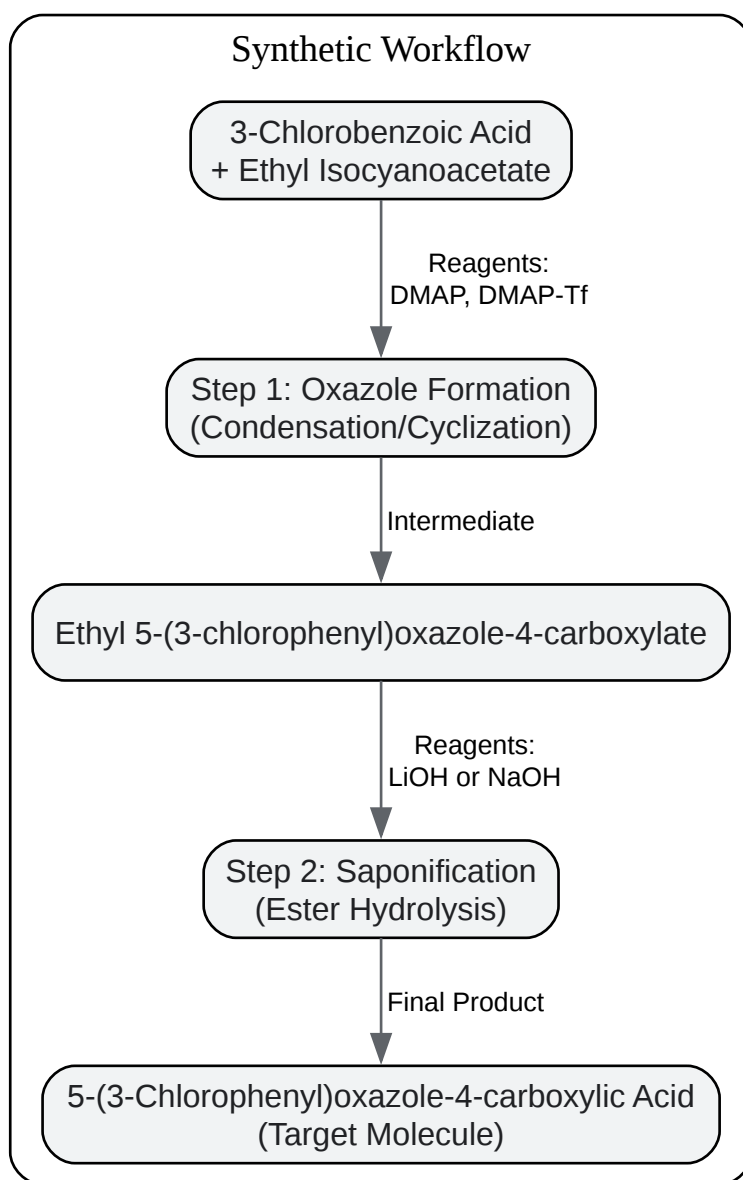 Synthetic Workflow
3-Chlorobenzoic Acid
+ Ethyl Isocyanoacetate
Reagents:
DMAP, DMAP-Tf
Step 1: Oxazole Formation
(Condensation/Cyclization)
Intermediate
Ethyl 5-(3-chlorophenyl)oxazole-4-carboxylate
Reagents:
LiOH or NaOH
Step 2: Saponification
(Ester Hydrolysis)
Final Product
5-(3-Chlorophenyl)oxazole-4-carboxylic Acid
(Target Molecule)